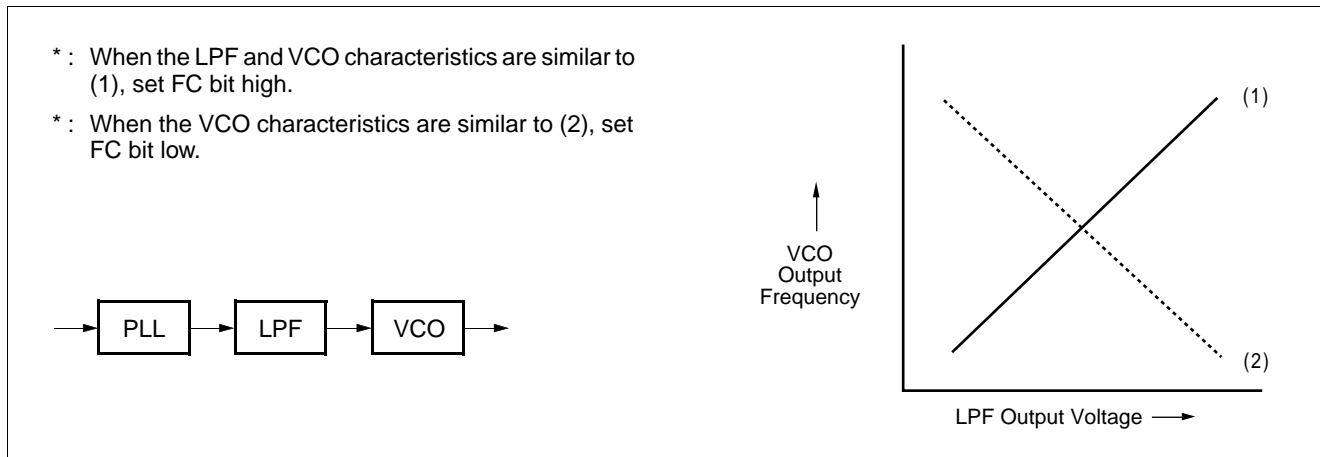 * : When the LPF and VCO characteristics are similar to
(1), set FC bit high.
* : When the VCO characteristics are similar to (2), set
FC bit low.
PLL
LPF
VCO
VCO
Output
Frequency
(1)
(2)
LPF Output Voltage